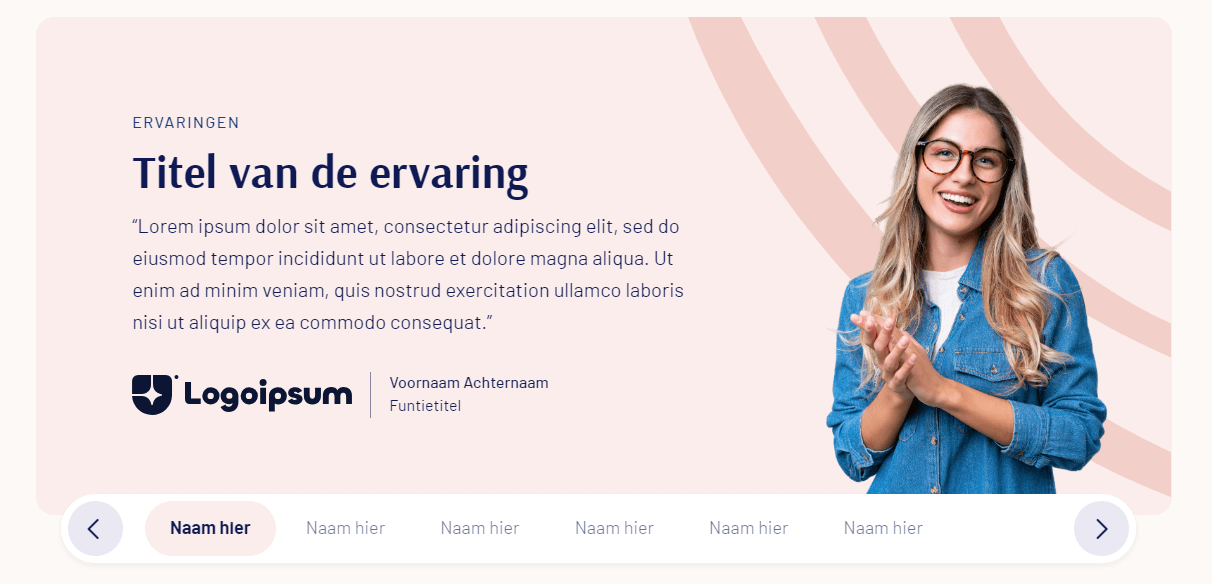 ERVARINGEN
Titel van de ervaring
“Lorem ipsum dolor sit amet, consectetur adipiscing elit, sed do
eiusmod tempor incididunt ut labore et dolore magna aliqua. Ut
enim ad minim veniam, quis nostrud exercitation ullamco laboris
nisi ut aliquip ex ea commodo consequat.”
Logoipsum
Voornaam Achternaam
Funtietitel
Naam hier Naam hier Naam hier Naam hier Naam hier Naam hier